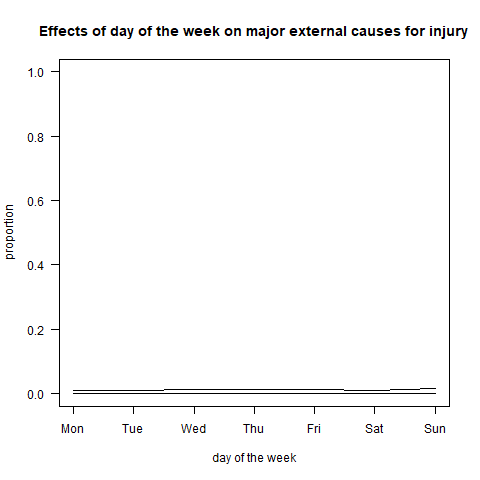 Effects of day of the week on major external causes for injury
1.0
0.8
0.6
0.4
0.2
0.0
proportion
Mon Tue Wed Thu Fri Sat Sun
day of the week